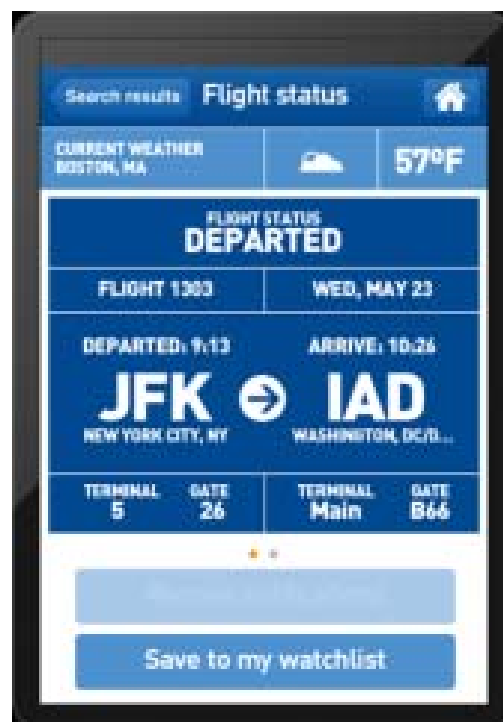 Search results Flight status
CURRENT WEATHER
BOSTON, MA
57ºF
FLIGHT STATUS
DEPARTED
FLIGHT 1303 WED, MAY 23
DEPARTED: 9:13 ARRIVE: 10:26
JFK IAD
NEW YORK CITY, NY WASHINGTON, DC/D...
TERMINAL GATE TERMINAL GATE
5 26 Main B66
Save to my watchlist